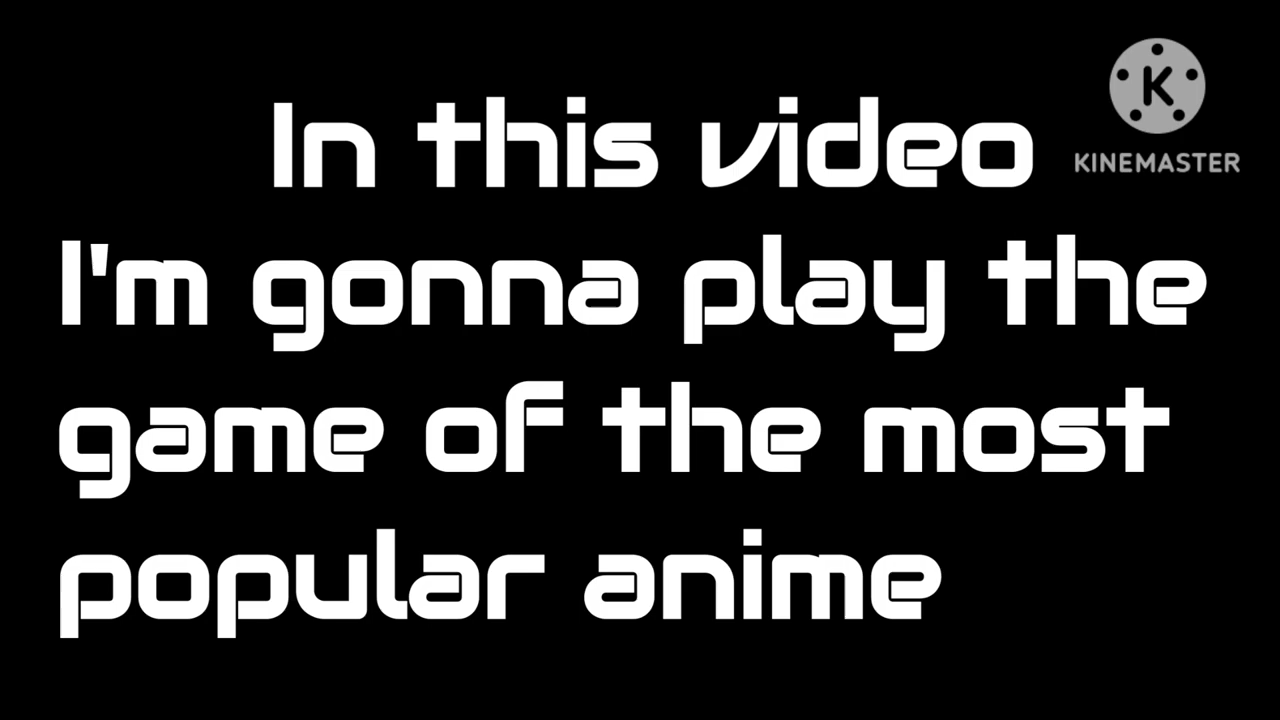 In this video
I'm gonna play the
game of the most
popular anime
K
KINEMASTER